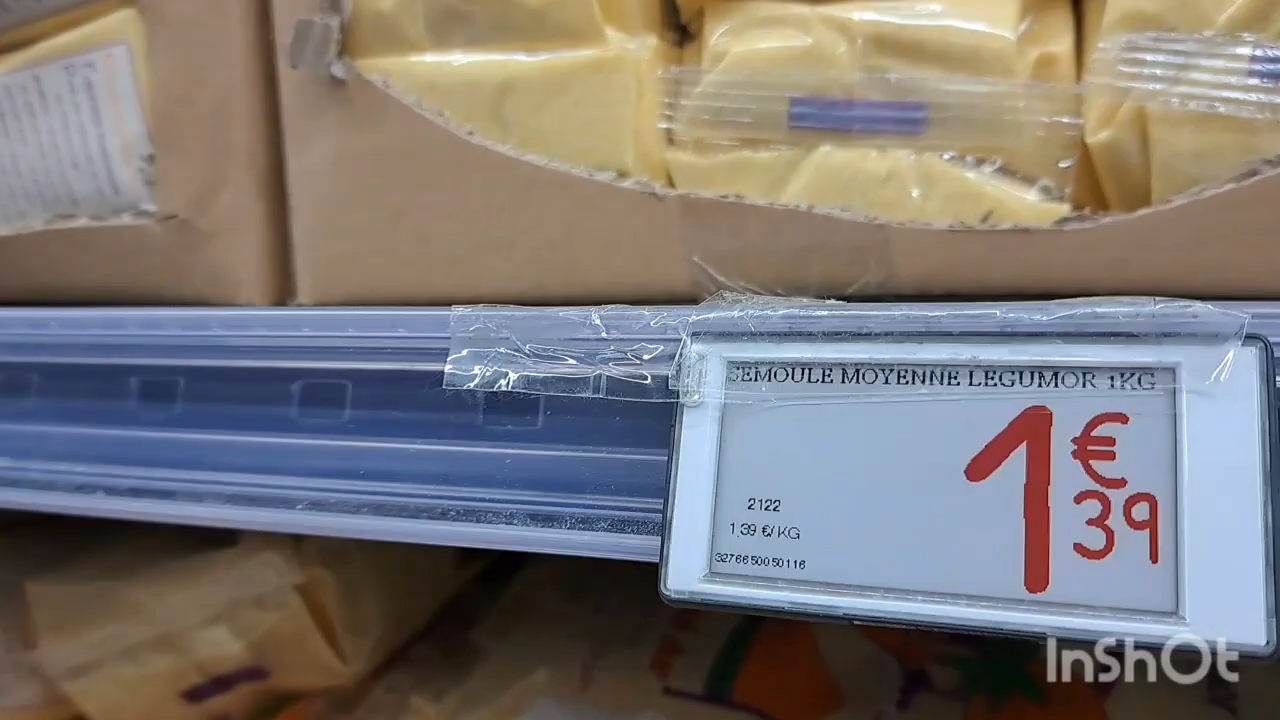 SEMOULE MOYENNE LEGUMOR 1KG
1€39
2122
1,39 €/KG
3276650050116
InShOt